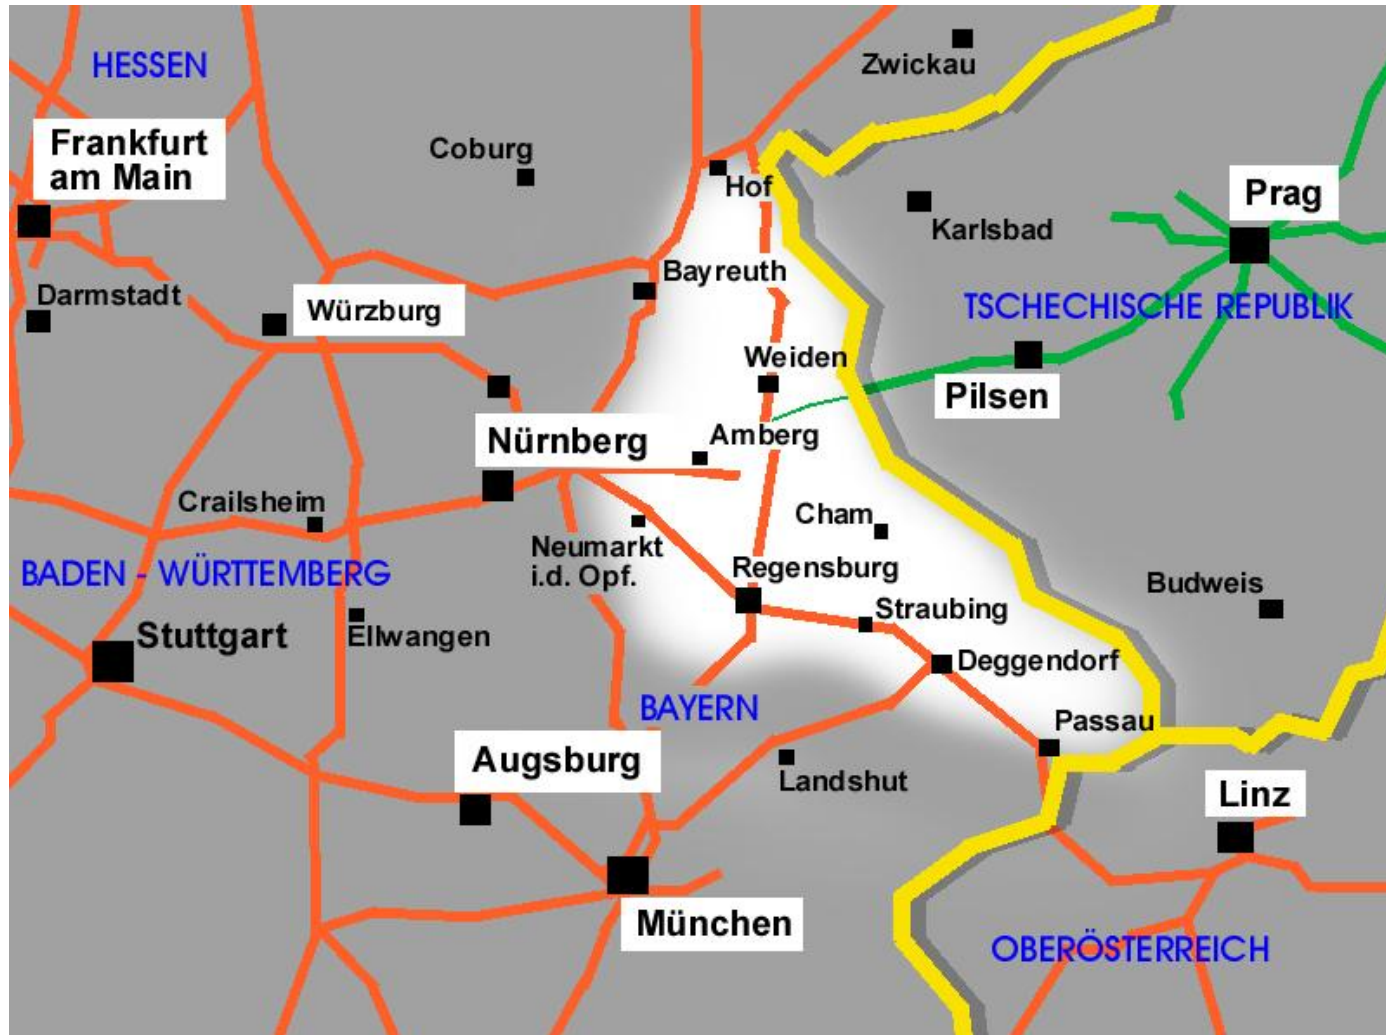 Zwickau
HESSEN
Frankfurt
am Main
Coburg
Hof
Prag
Karlsbad
Bayreuth
Darmstadt
Würzburg
TSCHECHISCHE REPUBLIK
Weiden
Pilsen
Nürnberg
Amberg
Crailsheim
Cham
Neumarkt
i.d. Opf.
Regensburg
BADEN - WÜRTTEMBERG
Budweis
Straubing
Stuttgart
Ellwangen
Deggendorf
BAYERN
Passau
Augsburg
Landshut
Linz
München
OBERÖSTERREICH